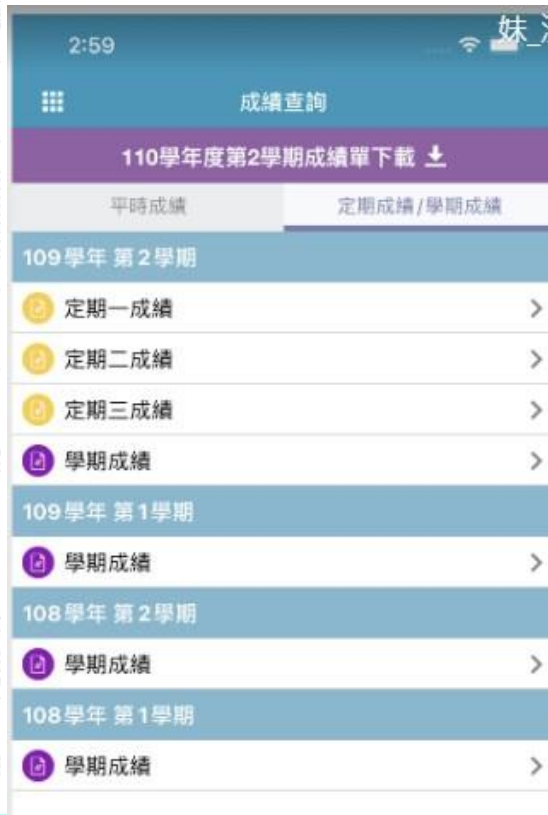 2:59
妹_
成績查詢
110學年度第2學期成績單下載
平時成績
定期成績/學期成績
109學年 第2學期
定期一成績
定期二成績
定期三成績
學期成績
109學年 第1學期
學期成績
108學年 第2學期
學期成績
108學年 第1學期
學期成績